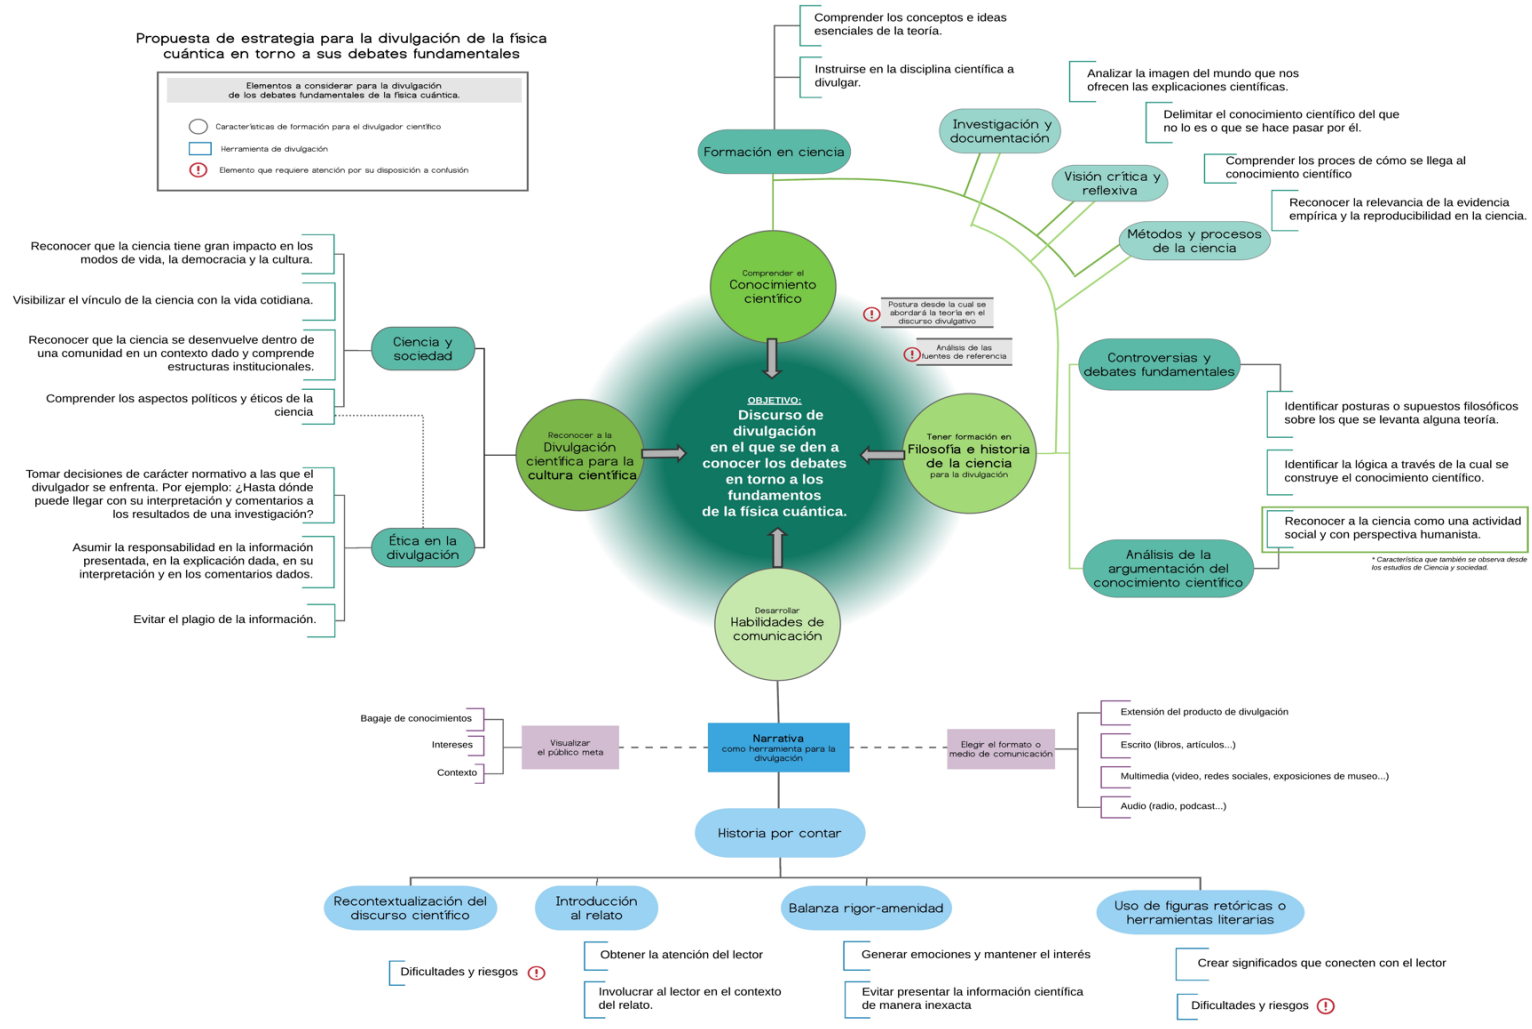 Propuesta de estrategia para la divulgación de la física
cuántica en torno a sus debates fundamentales
Elementos a considerar para la divulgación
de los debates fundamentales de la física cuántica.
Características de formación para el divulgador científico
Herramienta de divulgación
Elemento que requiere atención por su disposición a confusión
Comprender los conceptos e ideas
esenciales de la teoría.
Instruirse en la disciplina científica a
divulgar.
Formación en ciencia
Investigación y
documentación
Visión crítica y
reflexiva
Métodos y procesos
de la ciencia
Analizar la imagen del mundo que nos
ofrecen las explicaciones científicas.
Delimitar el conocimiento científico del que
no lo es o que se hace pasar por él.
Comprender los proces de cómo se llega al
conocimiento científico
Reconocer la relevancia de la evidencia
empírica y la reproducibilidad en la ciencia.
Comprender el
Conocimiento
científico
Postura desde la cual se
abordará la teoría en el
discurso divulgativo
Análisis de las
fuentes de referencia
Reconocer que la ciencia tiene gran impacto en los
modos de vida, la democracia y la cultura.
Visibilizar el vínculo de la ciencia con la vida cotidiana.
Reconocer que la ciencia se desenvuelve dentro de
una comunidad en un contexto dado y comprende
estructuras institucionales.
Comprender los aspectos políticos y éticos de la
ciencia
Ciencia y
sociedad
Tomar decisiones de carácter normativo a las que el
divulgador se enfrenta. Por ejemplo: ¿Hasta dónde
puede llegar con su interpretación y comentarios a
los resultados de una investigación?
Asumir la responsabilidad en la información
presentada, en la explicación dada, en su
interpretación y en los comentarios dados.
Evitar el plagio de la información.
Ética en la
divulgación
Reconocer a la
Divulgación
científica para la
cultura científica
OBJETIVO:
Discurso de
divulgación
en el que se den a
conocer los debates
en torno a los
fundamentos
de la física cuántica.
Tener formación en
Filosofía e historia
de la ciencia
para la divulgación
Controversias y
debates fundamentales
Identificar posturas o supuestos filosóficos
sobre los que se levanta alguna teoría.
Identificar la lógica a través de la cual se
construye el conocimiento científico.
Reconocer a la ciencia como una actividad
social y con perspectiva humanista.
* Característica que también se observa desde
los estudios de Ciencia y sociedad.
Análisis de la
argumentación del
conocimiento científico
Desarrollar
Habilidades de
comunicación
Bagaje de conocimientos
Intereses
Contexto
Visualizar
el público meta
Narrativa
como herramienta para la
divulgación
Elegir el formato o
medio de comunicación
Extensión del producto de divulgación
Escrito (libros, artículos...)
Multimedia (video, redes sociales, exposiciones de museo...)
Audio (radio, podcast...)
Historia por contar
Recontextualización del
discurso científico
Dificultades y riesgos
Introducción
al relato
Obtener la atención del lector
Involucrar al lector en el contexto
del relato.
Balanza rigor-amenidad
Generar emociones y mantener el interés
Evitar presentar la información científica
de manera inexacta
Uso de figuras retóricas o
herramientas literarias
Crear significados que conecten con el lector
Dificultades y riesgos